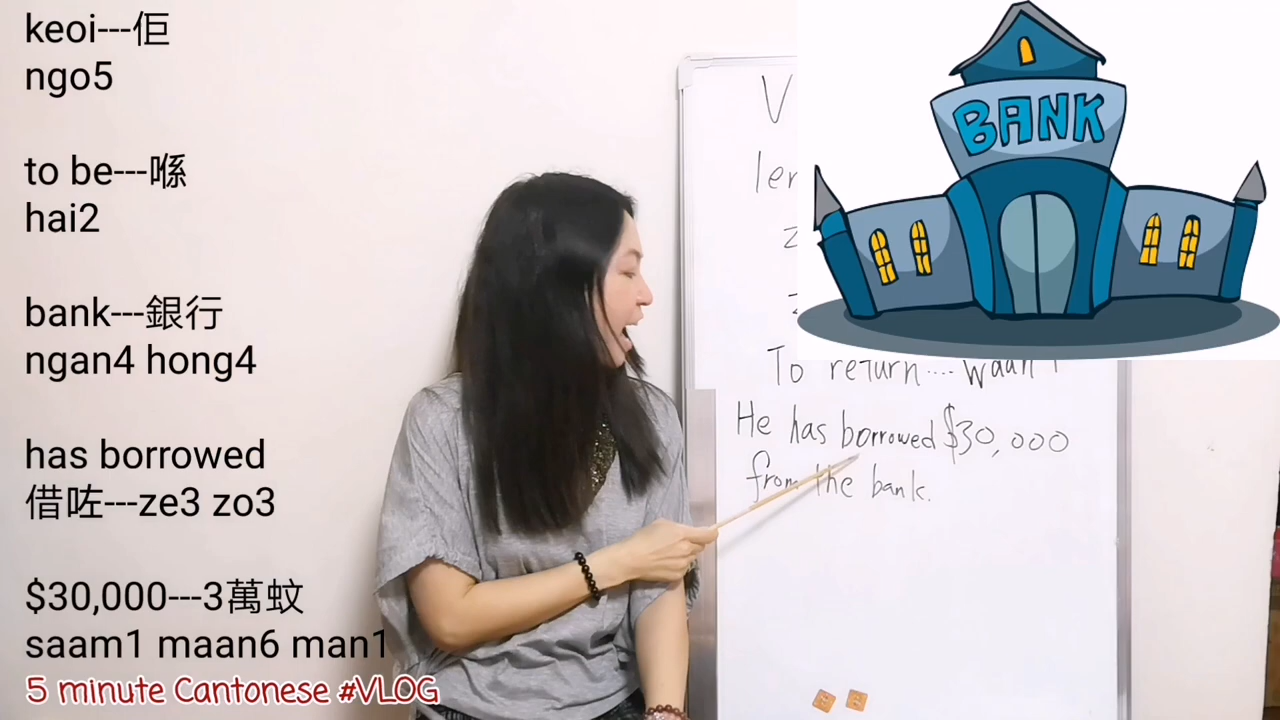 keoi---佢
ngo5
to be---喺
hai2
bank---銀行
ngan4 hong4
has borrowed
借咗---ze3 zo3
$30,000---3萬蚊
saam1 maan6 man1
5 minute Cantonese #VLOG
BANK
To return....
He has borrowed $30,000
from the bank.